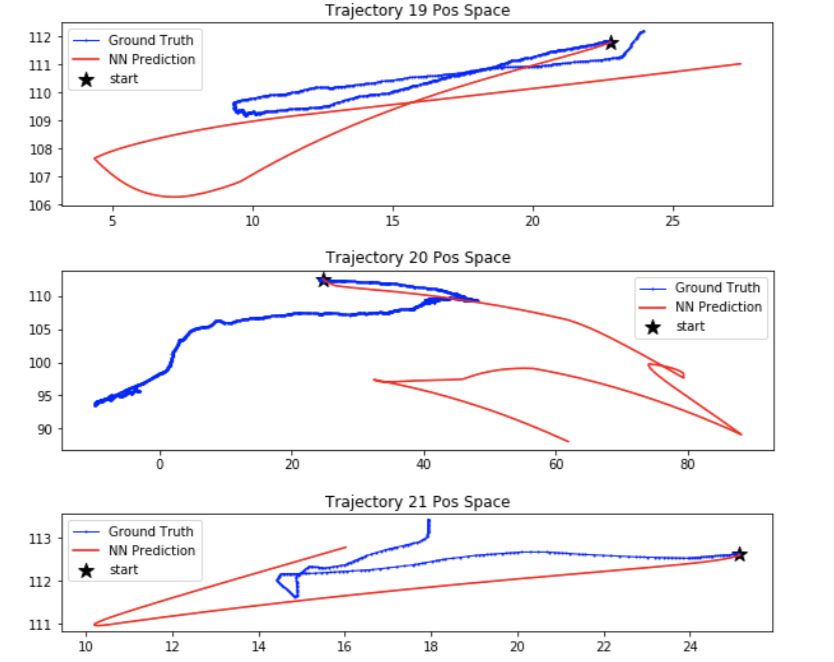 Trajectory 19 Pos Space
112
111
110
109
108
107
106
Ground Truth
NN Prediction
start
5 10 15 20 25
Trajectory 20 Pos Space
110
105
100
95
90
Ground Truth
NN Prediction
start
0 20 40 60 80
Trajectory 21 Pos Space
113
112
111
Ground Truth
NN Prediction
start
10 12 14 16 18 20 22 24